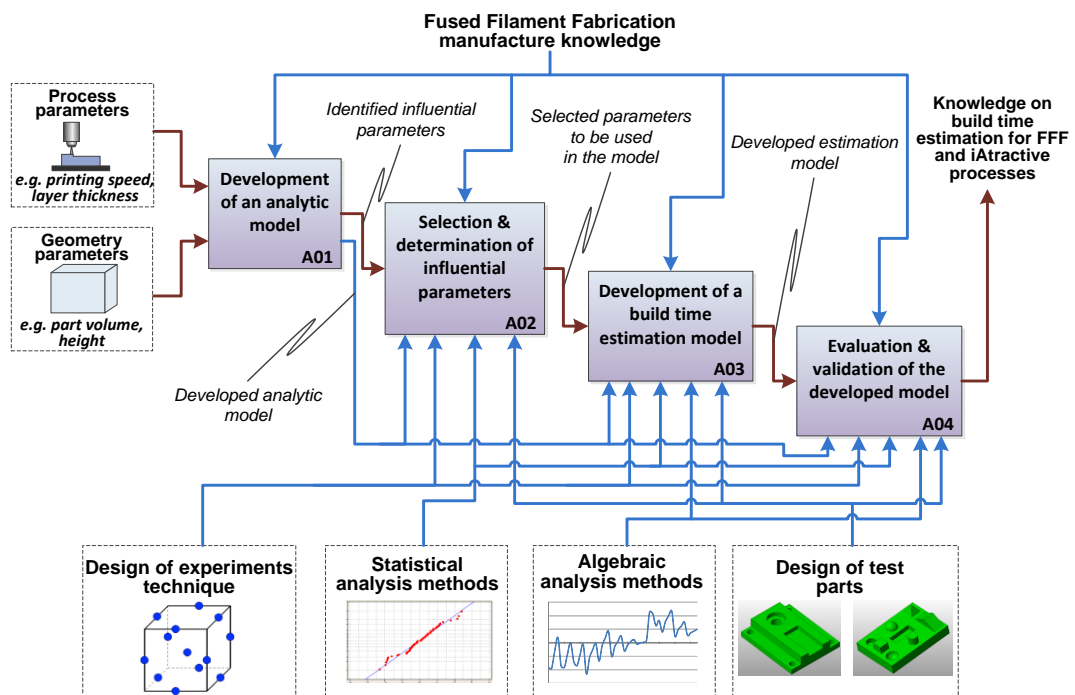 Fused Filament Fabrication
manufacture knowledge
Process
parameters
e.g. printing speed,
layer thickness
Geometry
parameters
e.g. part volume,
height
Development
of an analytic
model
A01
Identified influential
parameters
Selection &
determination of
influential
parameters
A02
Selected parameters
to be used
in the model
Development of a
build time
estimation model
A03
Developed estimation
model
Evaluation &
validation of the
developed model
A04
Knowledge on
build time
estimation for FFF
and iAtractive
processes
Developed analytic
model
Design of experiments
technique
Statistical
analysis methods
Algebraic
analysis methods
Design of test
parts